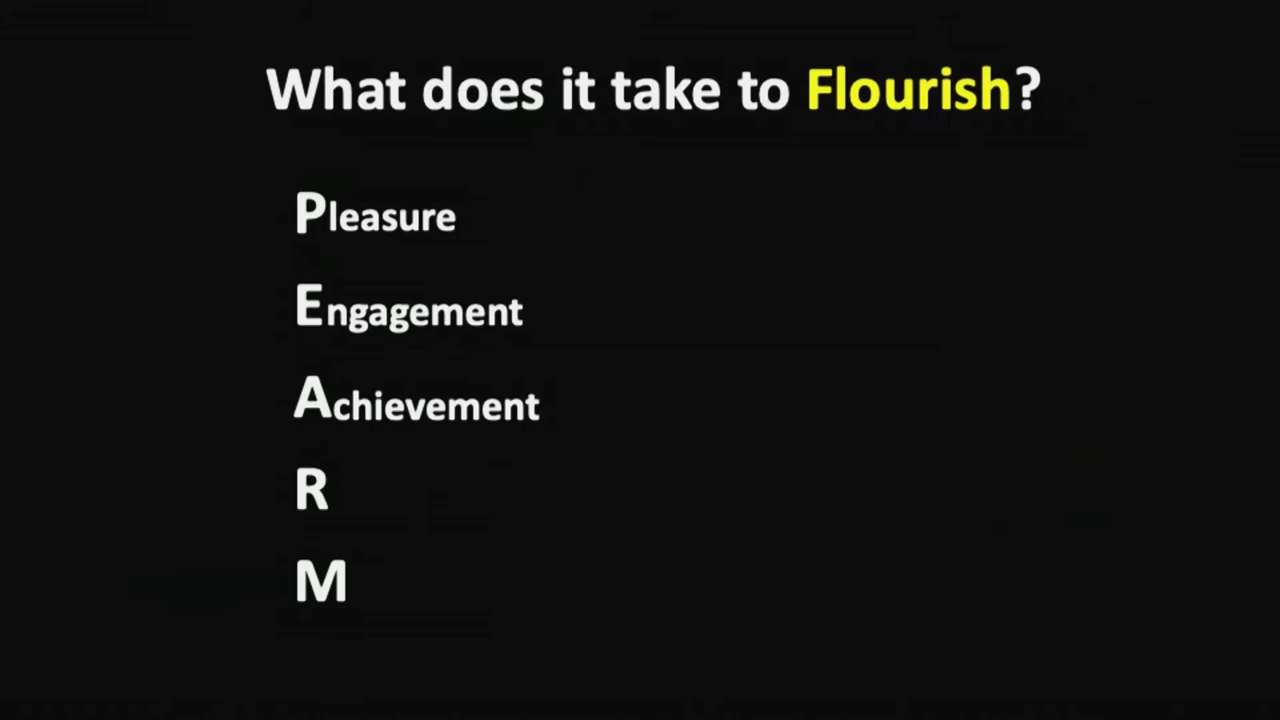 What does it take to Flourish?
Pleasure
Engagement
Achievement
R
M